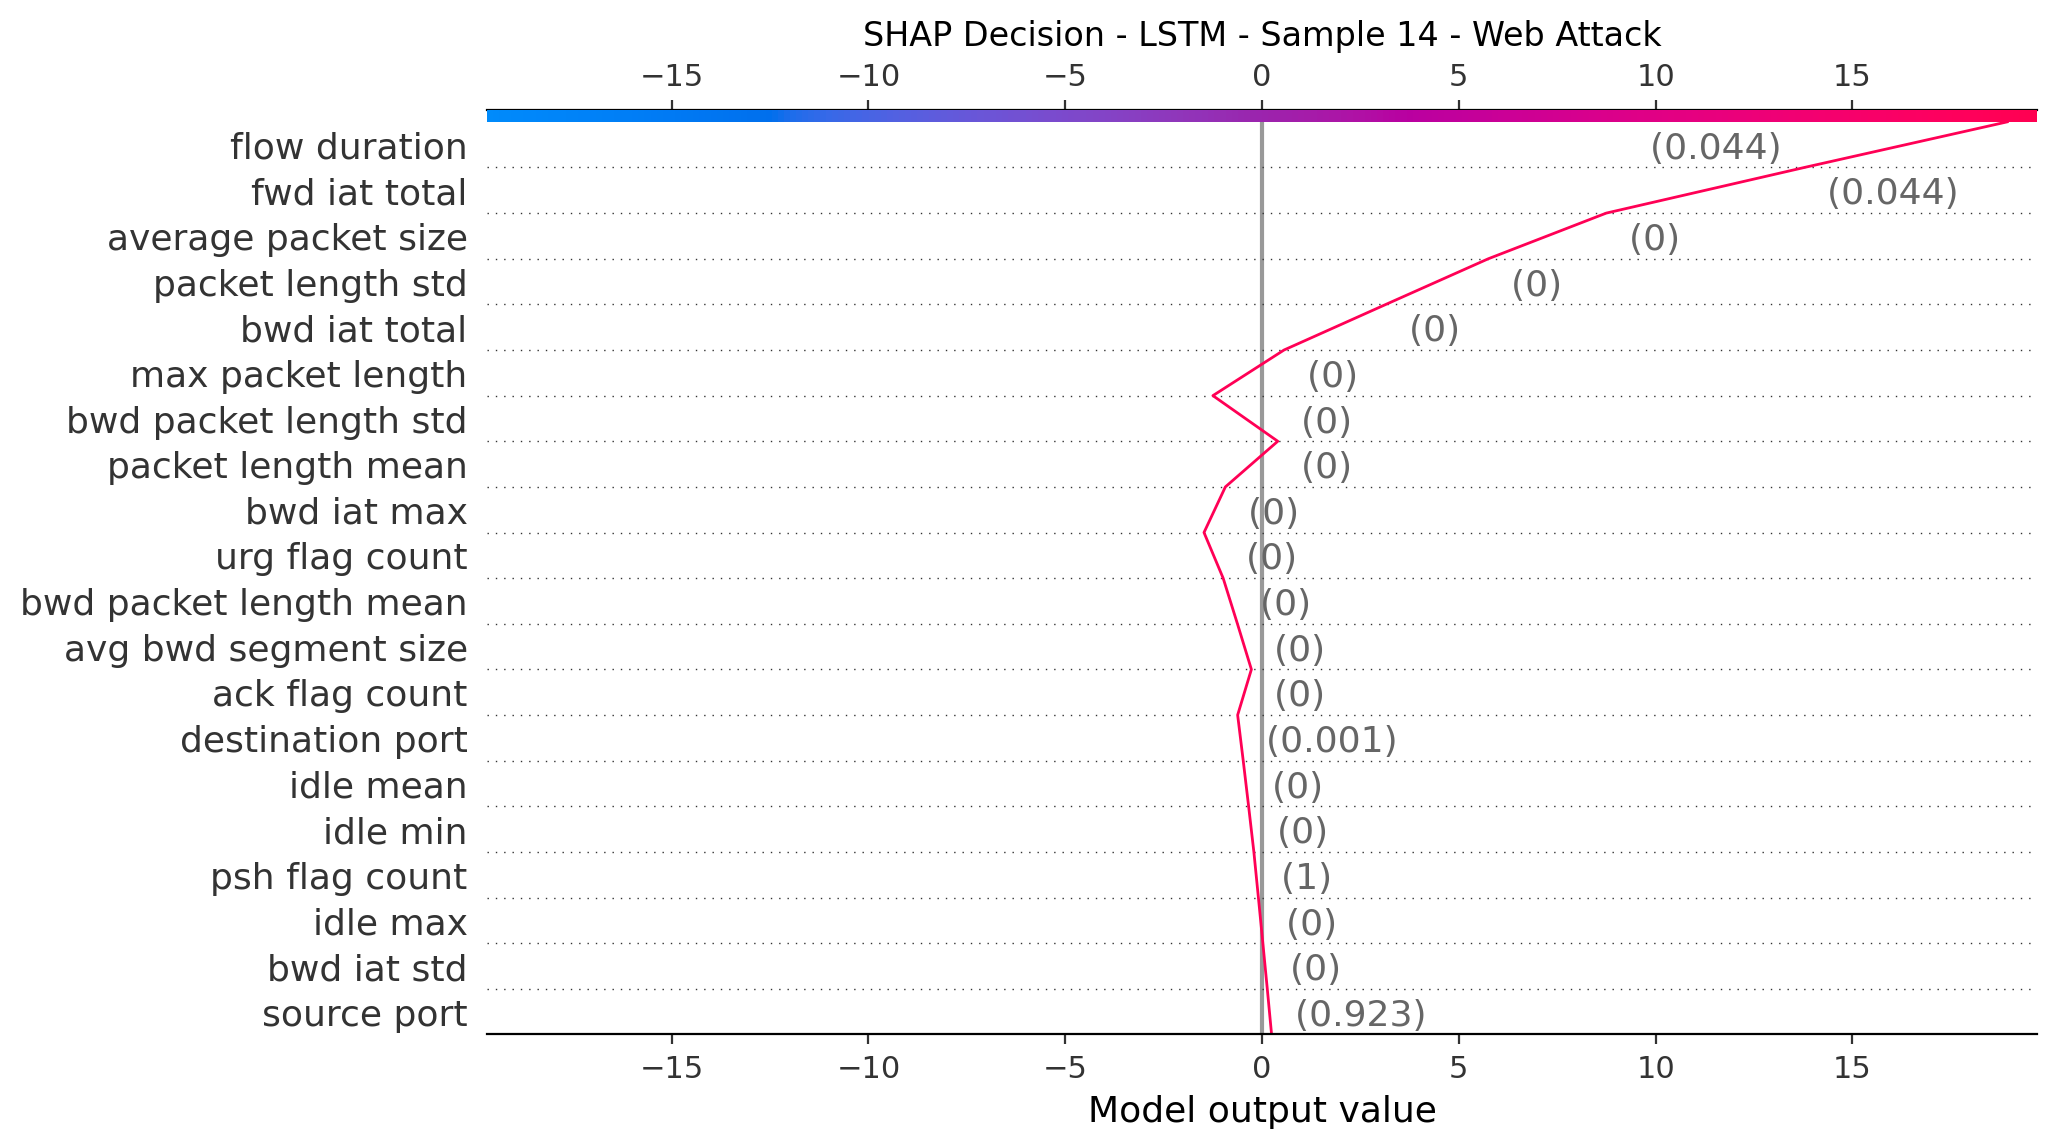 SHAP Decision - LSTM - Sample 14 - Web Attack
−15 −10 −5 0 5 10 15
flow duration (0.044)
fwd iat total (0.044)
average packet size (0)
packet length std (0)
bwd iat total (0)
max packet length (0)
bwd packet length std (0)
packet length mean (0)
bwd iat max (0)
urg flag count (0)
bwd packet length mean (0)
avg bwd segment size (0)
ack flag count (0)
destination port (0.001)
idle mean (0)
idle min (0)
psh flag count (1)
idle max (0)
bwd iat std (0)
source port (0.923)
−15 −10 −5 0 5 10 15
Model output value